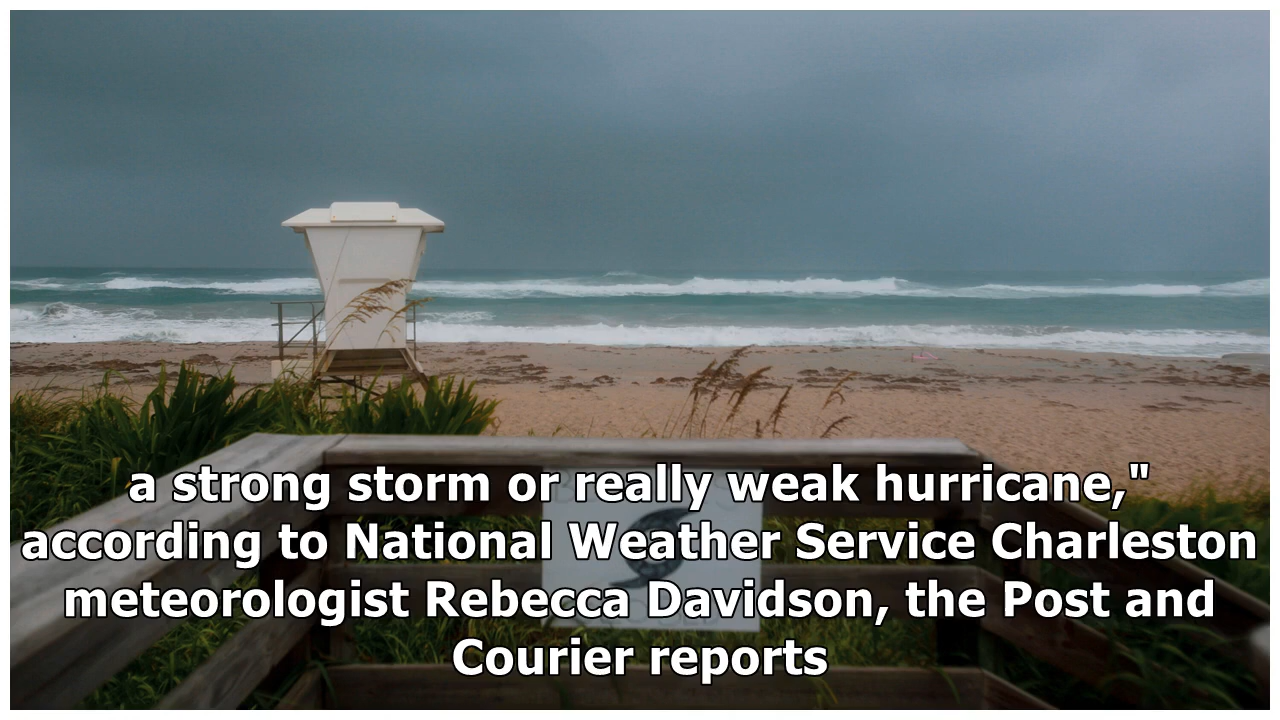 a strong storm or really weak hurricane,"
according to National Weather Service Charleston
meteorologist Rebecca Davidson, the Post and
Courier reports